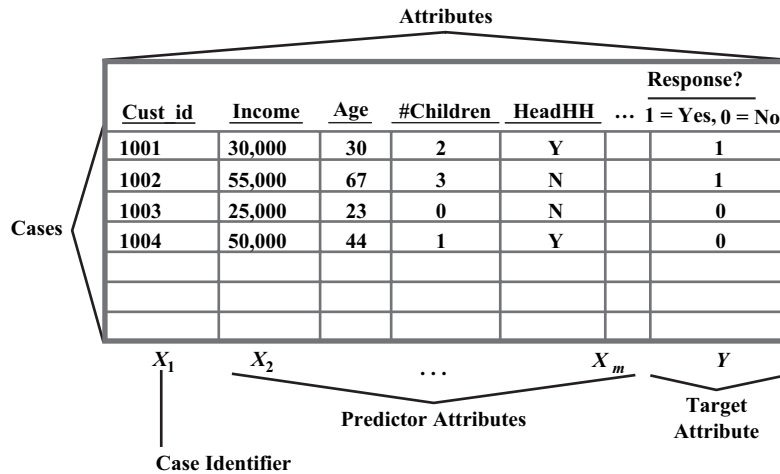 Attributes
Response?
Cust_id Income Age #Children HeadHH ... 1 = Yes, 0 = No
1001 30,000 30 2 Y 1
1002 55,000 67 3 N 1
1003 25,000 23 0 N 0
Cases
1004 50,000 44 1 Y 0
X1 X2 ... Xm Y
Predictor Attributes
Target
Attribute
Case Identifier